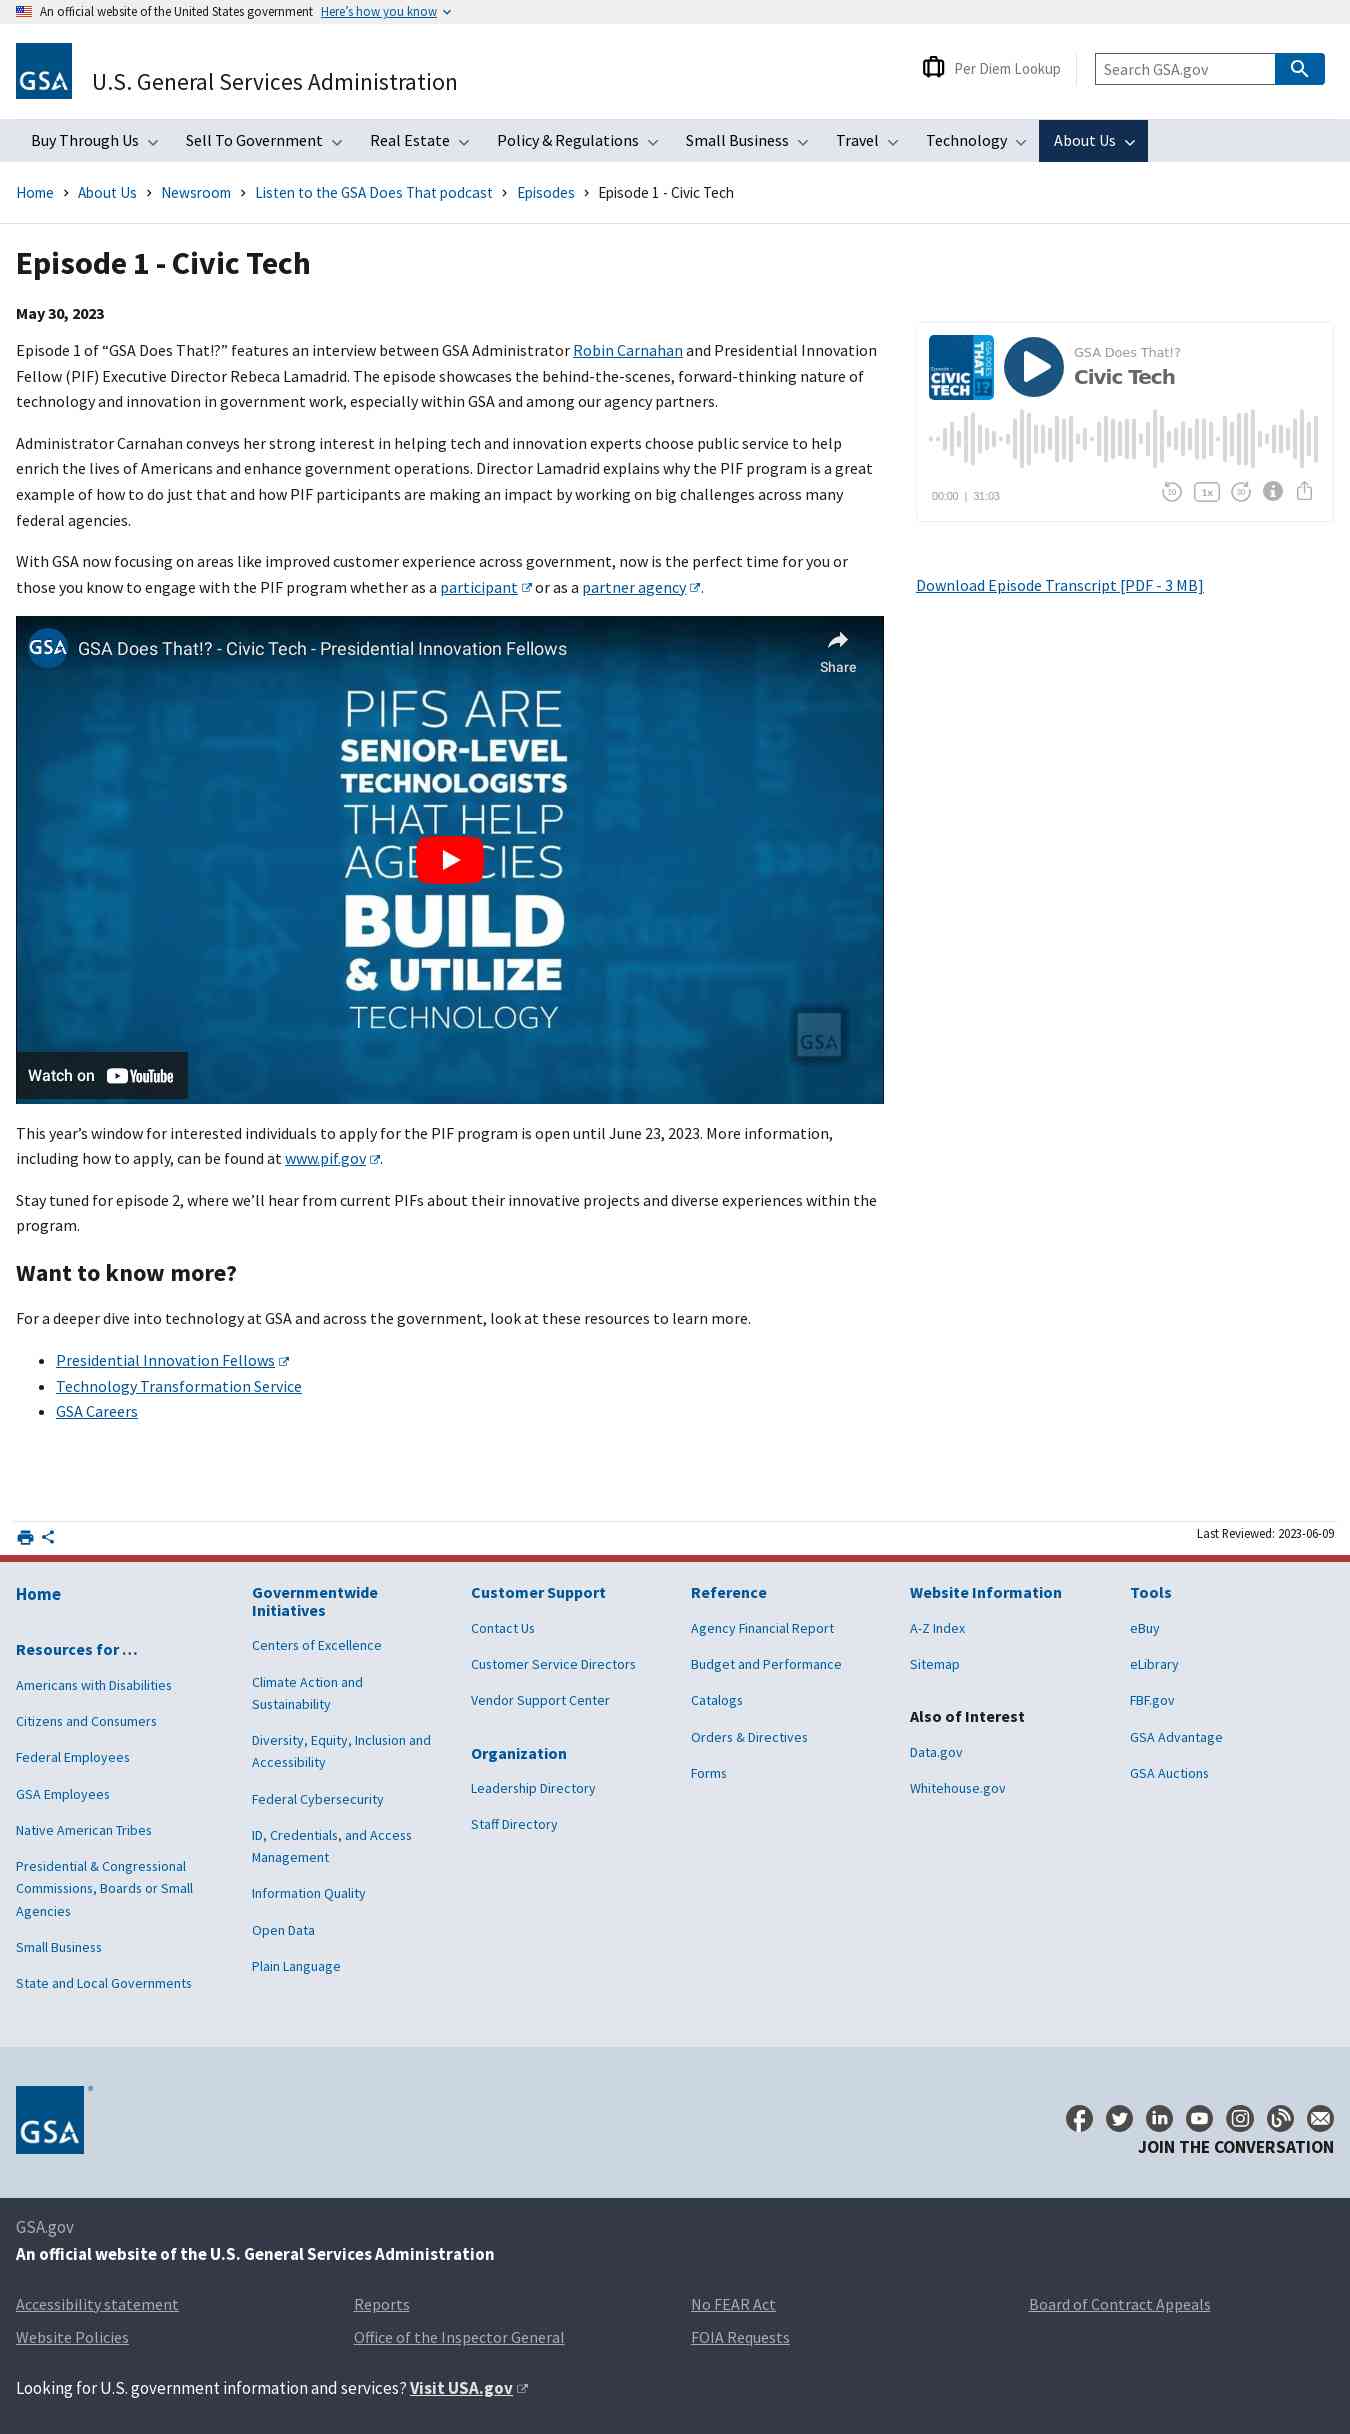 An official website of the United States government Here's how you know
GSA
U.S. General Services Administration
Per Diem Lookup
Search GSA.gov
Buy Through Us Sell To Government Real Estate Policy & Regulations Small Business Travel Technology About Us
Home › About Us › Newsroom › Listen to the GSA Does That podcast › Episodes › Episode 1 - Civic Tech
Episode 1 - Civic Tech
May 30, 2023
Episode 1 of “GSA Does That!?” features an interview between GSA Administrator Robin Carnahan and Presidential Innovation
Fellow (PIF) Executive Director Rebeca Lamadrid. The episode showcases the behind-the-scenes, forward-thinking nature of
technology and innovation in government work, especially within GSA and among our agency partners.
Administrator Carnahan conveys her strong interest in helping tech and innovation experts choose public service to help
enrich the lives of Americans and enhance government operations. Director Lamadrid explains why the PIF program is a great
example of how to do just that and how PIF participants are making an impact by working on big challenges across many
federal agencies.
With GSA now focusing on areas like improved customer experience across government, now is the perfect time for you or
those you know to engage with the PIF program whether as a participant or as a partner agency.
CIVIC
TECH
THAT!?
GSA DOES
GSA Does That!?
Civic Tech
00:00 | 31:03
10
1x
30
Download Episode Transcript [PDF - 3 MB]
GSA
GSA Does That!? - Civic Tech - Presidential Innovation Fellows
Share
PIFS ARE
SENIOR-LEVEL
TECHNOLOGISTS
THAT HELP
AGENCIES
BUILD
& UTILIZE
TECHNOLOGY
GSA
Watch on YouTube
This year’s window for interested individuals to apply for the PIF program is open until June 23, 2023. More information,
including how to apply, can be found at www.pif.gov.
Stay tuned for episode 2, where we’ll hear from current PIFs about their innovative projects and diverse experiences within the
program.
Want to know more?
For a deeper dive into technology at GSA and across the government, look at these resources to learn more.
• Presidential Innovation Fellows
• Technology Transformation Service
• GSA Careers
Last Reviewed: 2023-06-09
Home
Resources for …
Americans with Disabilities
Citizens and Consumers
Federal Employees
GSA Employees
Native American Tribes
Presidential & Congressional
Commissions, Boards or Small
Agencies
Small Business
State and Local Governments
Governmentwide
Initiatives
Centers of Excellence
Climate Action and
Sustainability
Diversity, Equity, Inclusion and
Accessibility
Federal Cybersecurity
ID, Credentials, and Access
Management
Information Quality
Open Data
Plain Language
Customer Support
Contact Us
Customer Service Directors
Vendor Support Center
Organization
Leadership Directory
Staff Directory
Reference
Agency Financial Report
Budget and Performance
Catalogs
Orders & Directives
Forms
Website Information
A-Z Index
Sitemap
Also of Interest
Data.gov
Whitehouse.gov
Tools
eBuy
eLibrary
FBF.gov
GSA Advantage
GSA Auctions
GSA
JOIN THE CONVERSATION
GSA.gov
An official website of the U.S. General Services Administration
Accessibility statement
Reports
No FEAR Act
Board of Contract Appeals
Website Policies
Office of the Inspector General
FOIA Requests
Looking for U.S. government information and services? Visit USA.gov